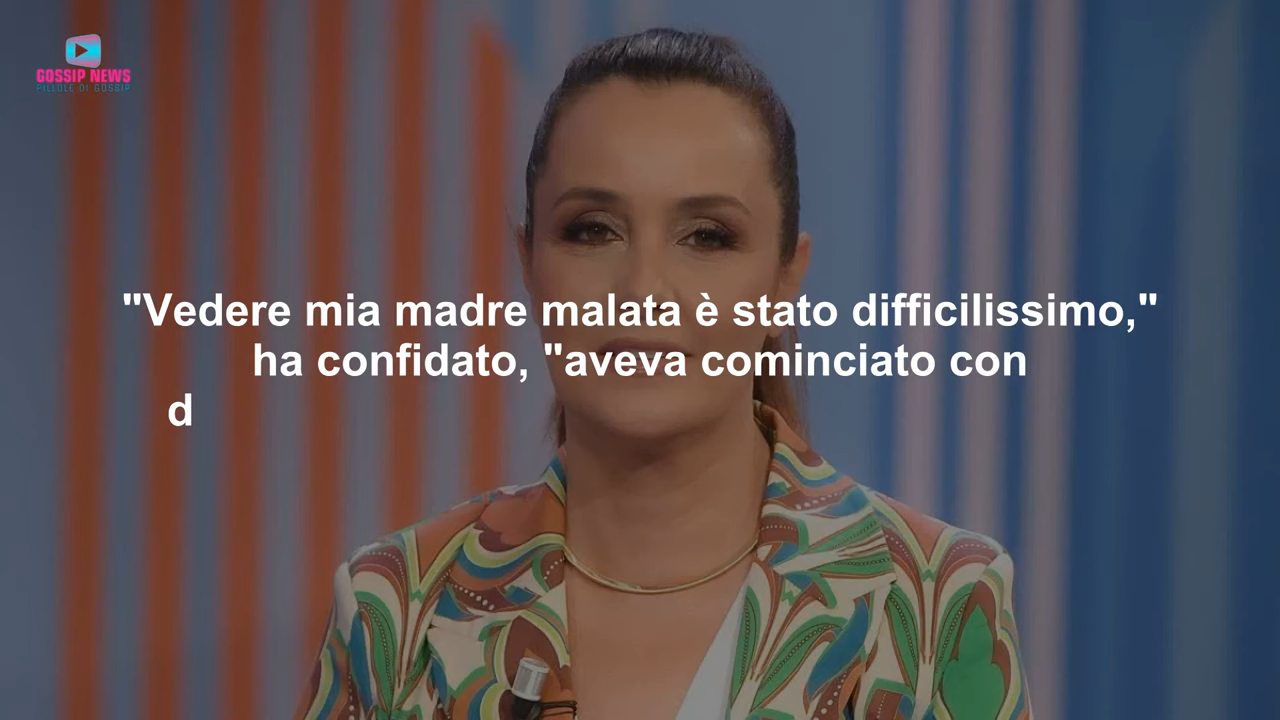 GOSSIP NEWS
PILLOLE DI GOSSIP
"Vedere mia madre malata è stato difficilissimo,"
ha confidato, "aveva cominciato con
d